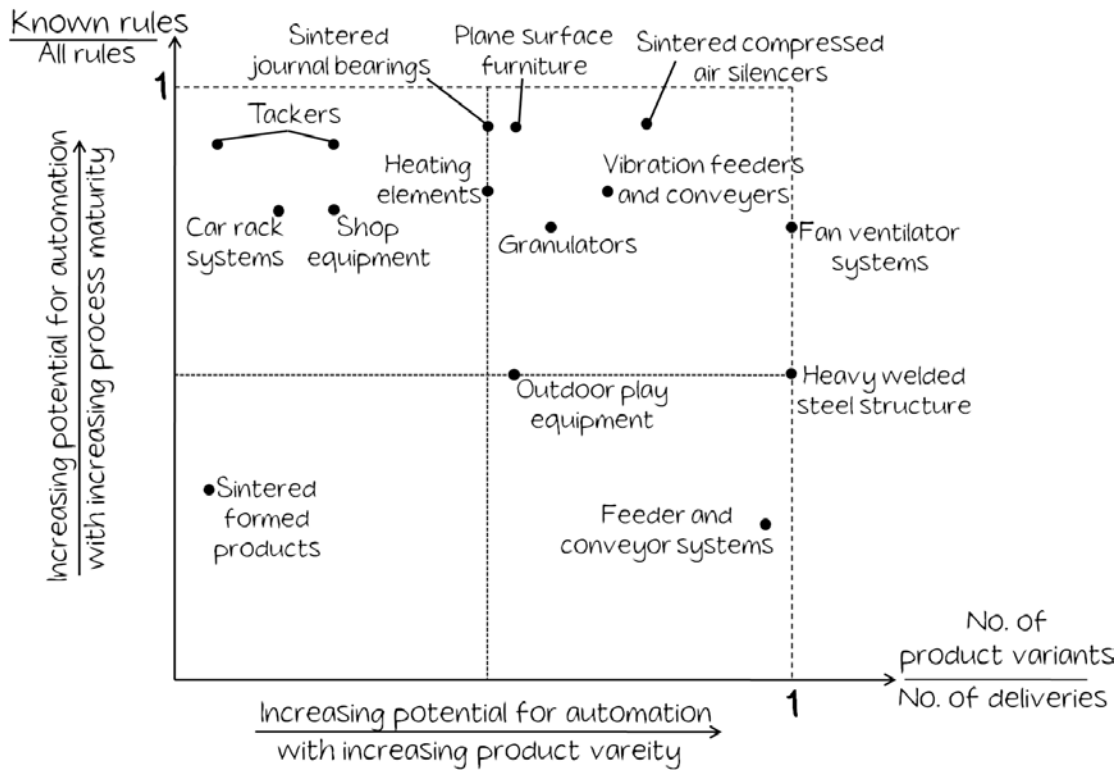 Known rules
All rules
1
Increasing potential for automation
with increasing process maturity
Sintered
journal bearings
Plane surface
furniture
Sintered compressed
air silencers
Tackers
Heating
elements
Vibration feeders
and conveyers
Car rack
systems
Shop
equipment
Granulators
Fan ventilator
systems
Outdoor play
equipment
Heavy welded
steel structure
Sintered
formed
products
Feeder and
conveyor systems
No. of
product variants
No. of deliveries
1
Increasing potential for automation
with increasing product vareity